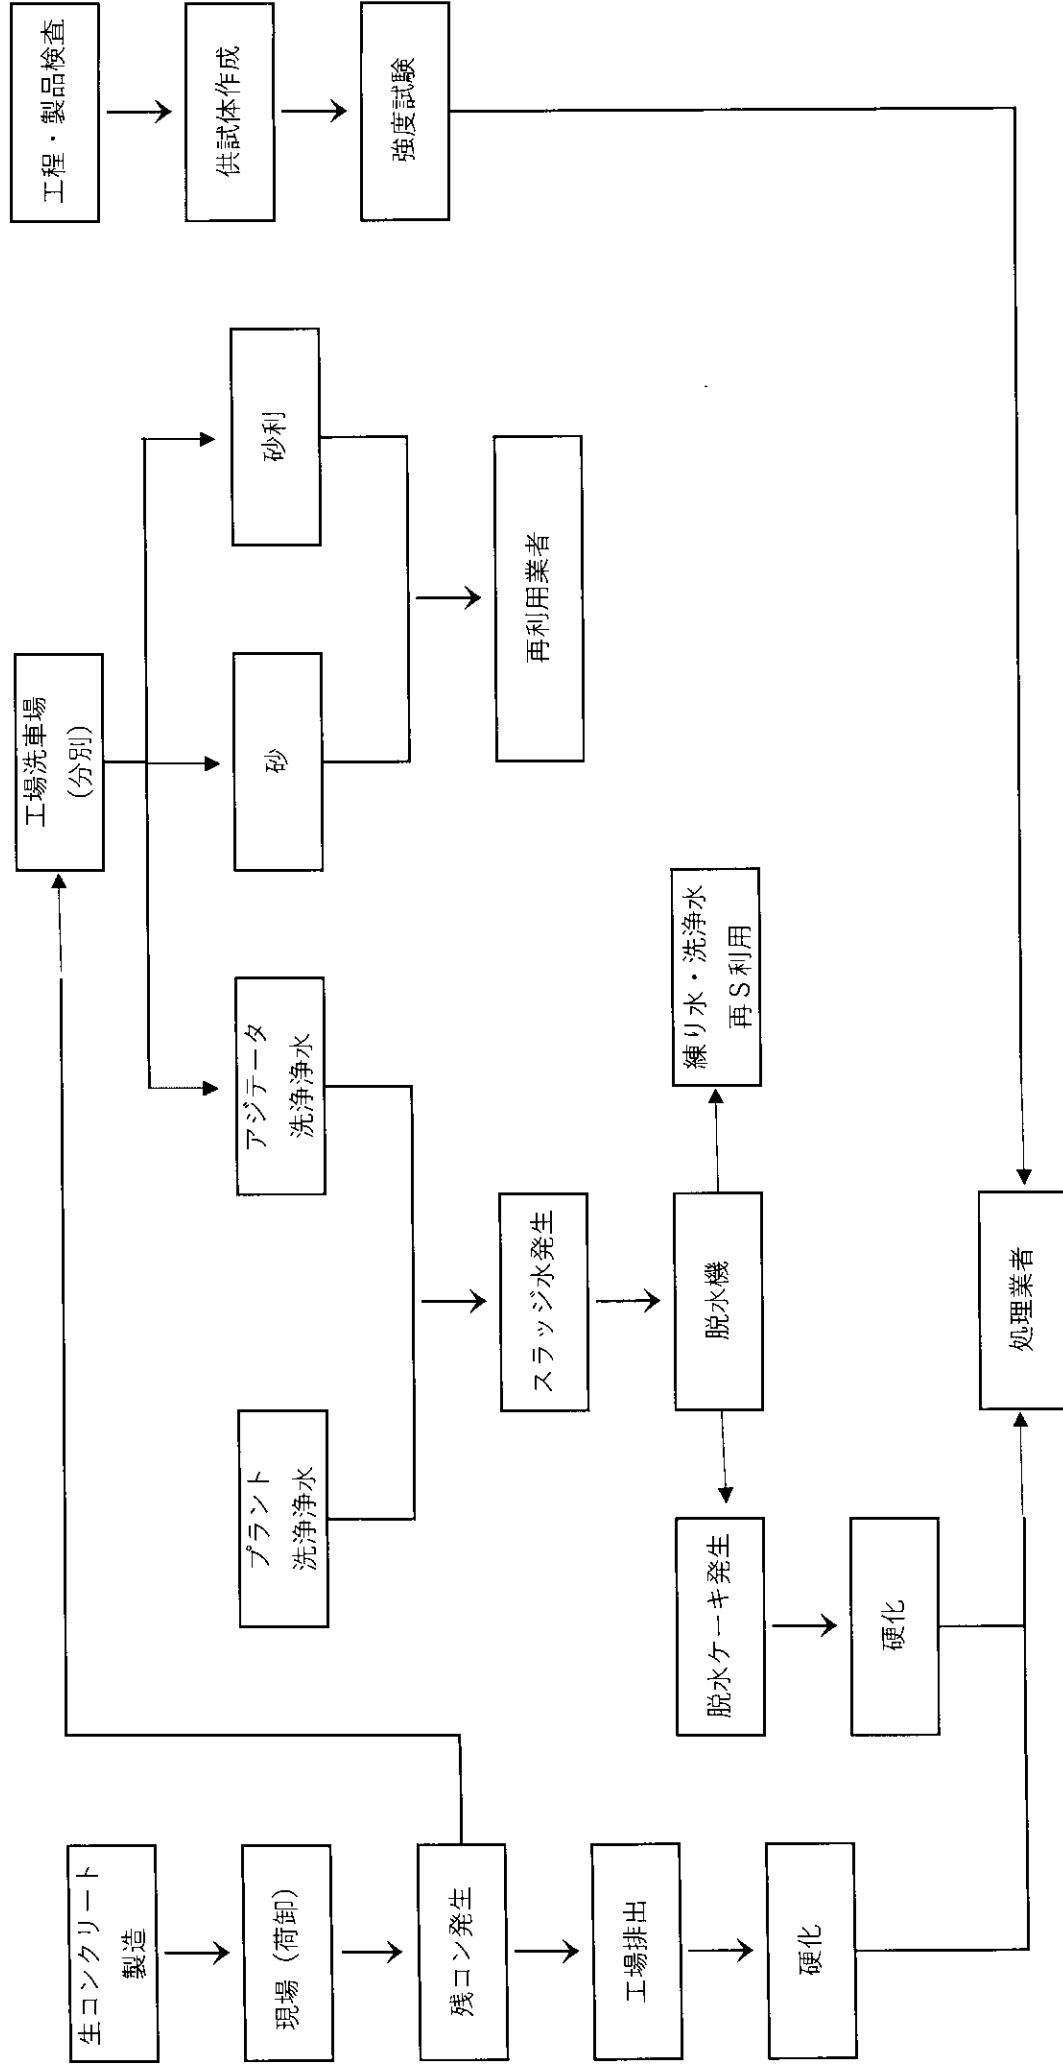 生コンクリート
製造
現場（荷卸）
残コン発生
工場排出
硬化
工場洗車場
（分別）
プラント
洗浄浄水
アジテータ
洗浄浄水
砂
砂利
スラッジ水発生
再利用業者
脱水機
脱水ケーキ発生
練り水・洗浄水
再Ｓ利用
硬化
処理業者
工程・製品検査
供試体作成
強度試験